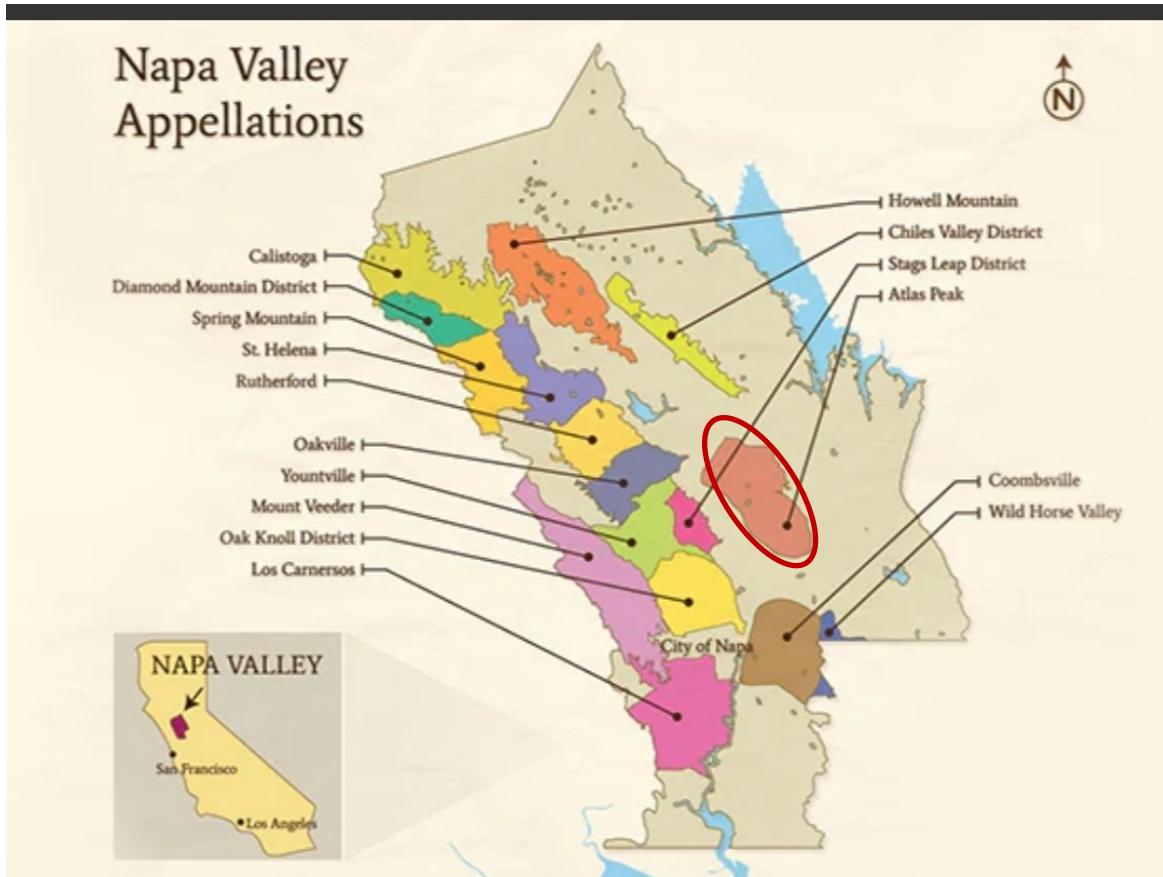 Napa Valley
Appellations
N
Howell Mountain
Chiles Valley District
Stags Leap District
Atlas Peak
Calistoga
Diamond Mountain District
Spring Mountain
St. Helena
Rutherford
Oakville
Yountville
Mount Veeder
Oak Knoll District
Los Carnersos
Coombsville
Wild Horse Valley
City of Napa
NAPA VALLEY
San Francisco
Los Angeles